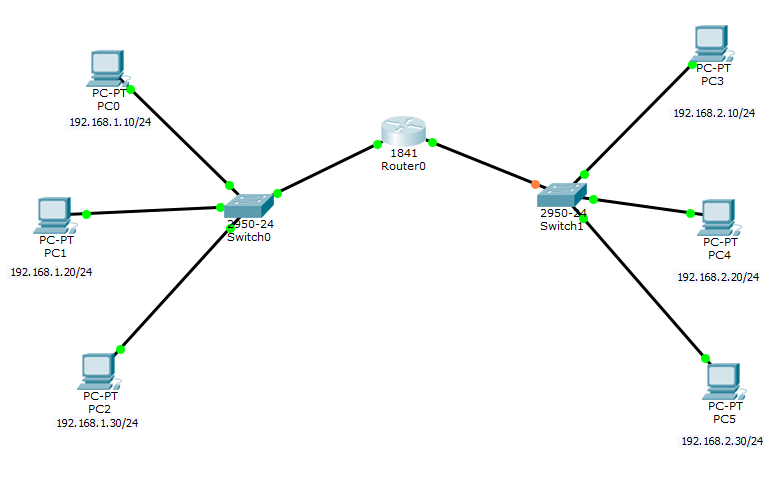 PC-PT
PC0
192.168.1.10/24
PC-PT
PC1
192.168.1.20/24
PC-PT
PC2
192.168.1.30/24
2950-24
Switch0
1841
Router0
2950-24
Switch1
PC-PT
PC3
192.168.2.10/24
PC-PT
PC4
192.168.2.20/24
PC-PT
PC5
192.168.2.30/24